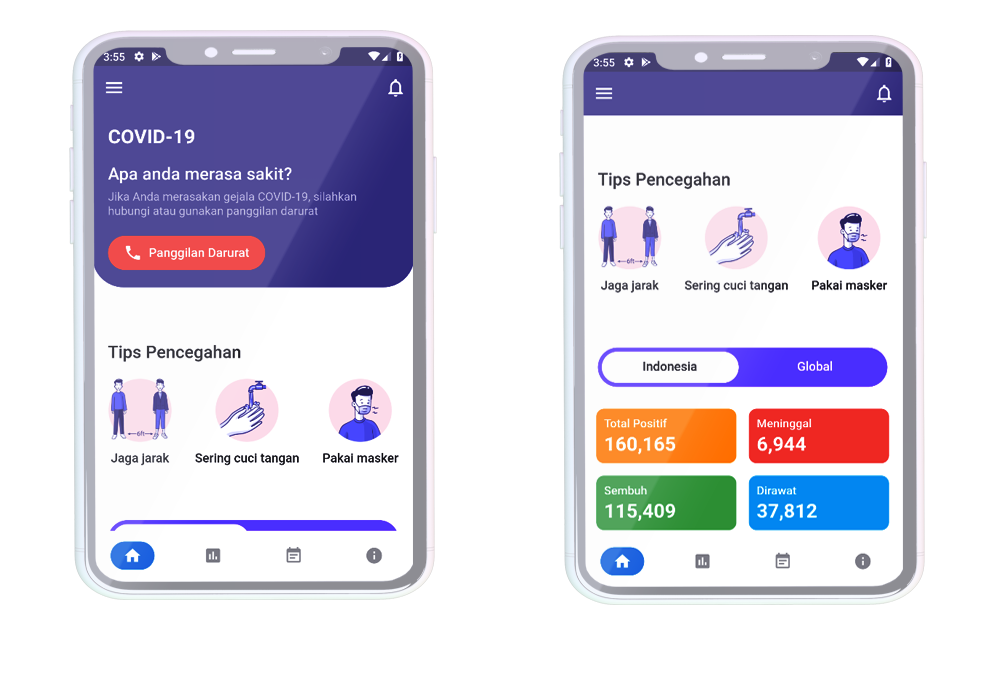 3:55
COVID-19
Apa anda merasa sakit?
Jika Anda merasakan gejala COVID-19, silahkan
hubungi atau gunakan panggilan darurat
Panggilan Darurat
Tips Pencegahan
6ft
Jaga jarak Sering cuci tangan Pakai masker
3:55
Tips Pencegahan
6ft
Jaga jarak Sering cuci tangan Pakai masker
Indonesia Global
Total Positif Meninggal
160,165 6,944
Sembuh Dirawat
115,409 37,812